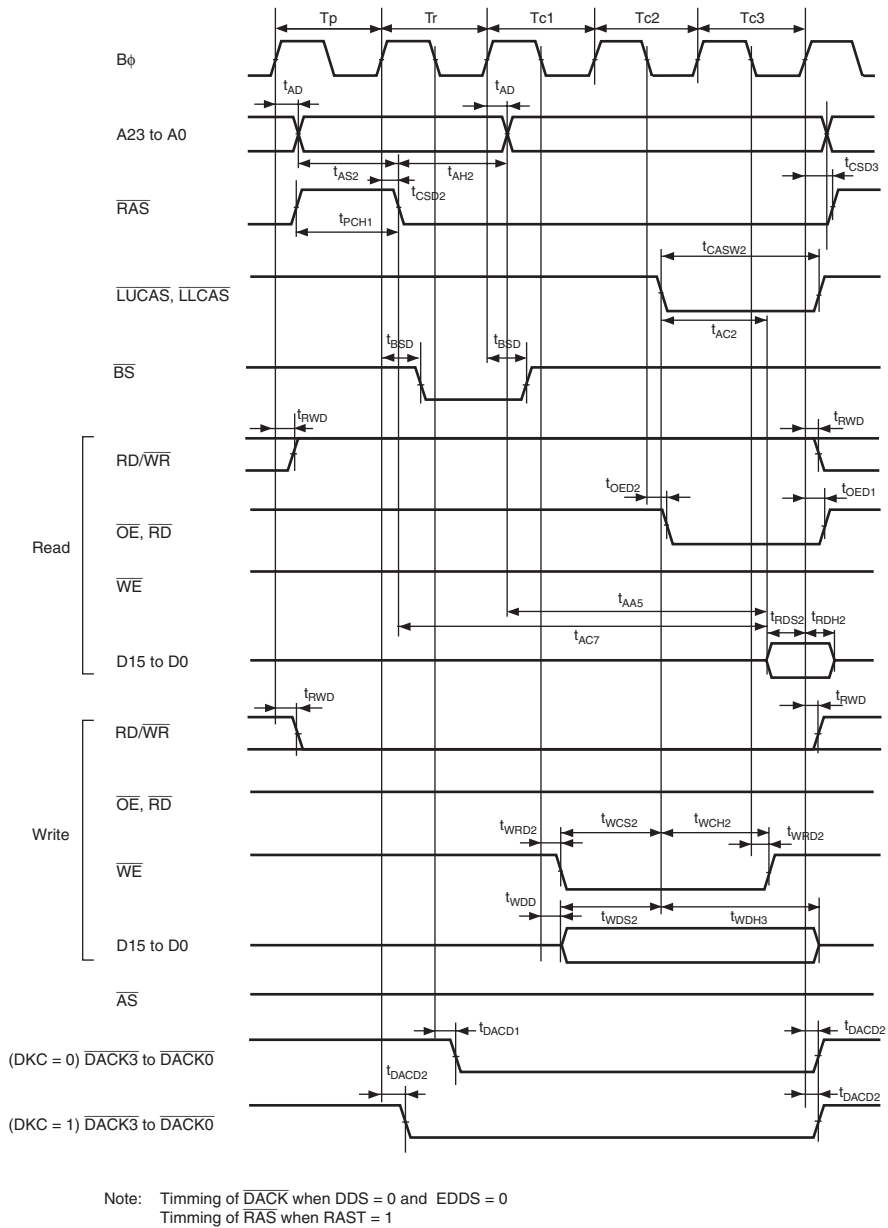 Tp Tr Tc1 Tc2 Tc3
Bϕ
tAD tAD
A23 to A0
tAS2 tAH2 tCSD3
tCSD2
RAS
tPCH1
tCASW2
LUCAS, LLCAS
tAC2
tBSD tBSD
BS
tRWD tRWD
RD/WR
tOED2 tOED1
OE, RD
Read
WE
tAA5
tRDS2 tRDH2
tAC7
D15 to D0
tRWD tRWD
RD/WR
OE, RD
Write
tWCS2 tWCH2
tWRD2 tWRD2
WE
tWDD
tWDS2 tWDH3
D15 to D0
AS
tDACD1 tDACD2
(DKC = 0) DACK3 to DACK0
tDACD2
tDACD2
(DKC = 1) DACK3 to DACK0
Note: Timming of DACK when DDS = 0 and EDDS = 0
Timming of RAS when RAST = 1